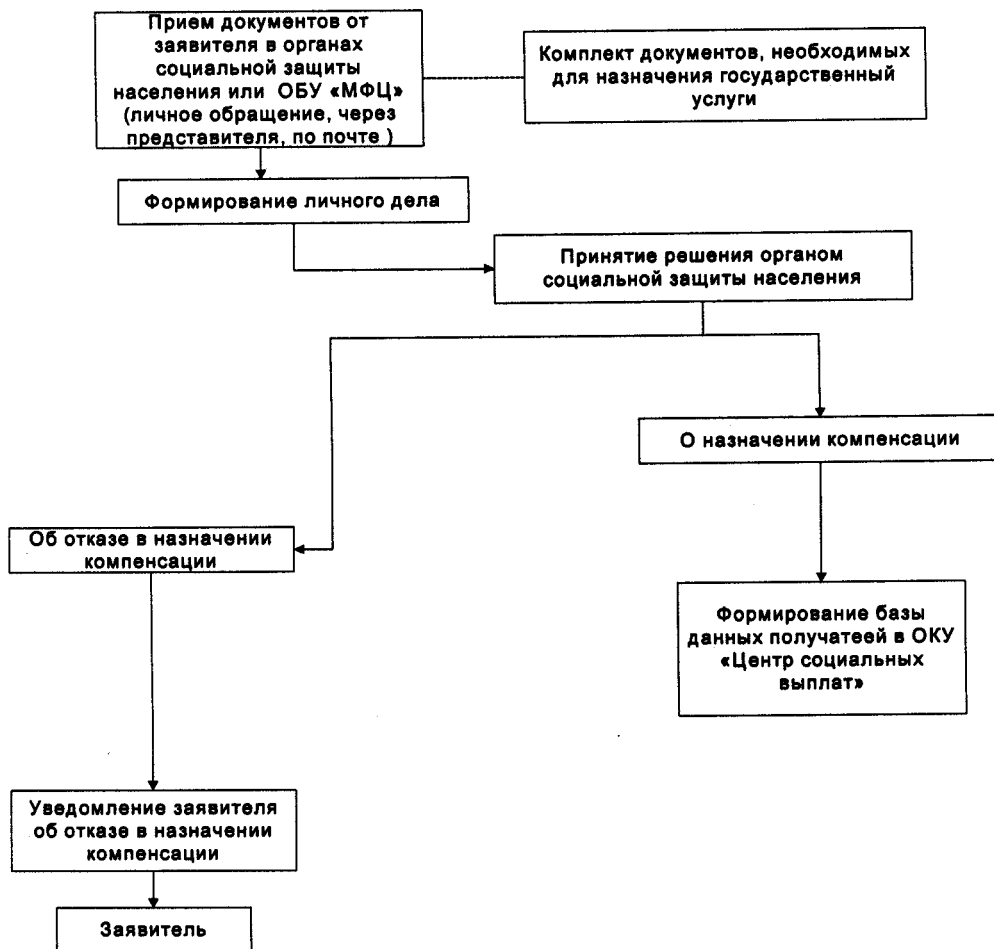 Прием документов от
заявителя в органах
социальной защиты
населения или ОБУ «МФЦ»
(личное обращение, через
представителя, по почте )
Комплект документов, необходимых
для назначения государственный
услуги
Формирование личного дела
Принятие решения органом
социальной защиты населения
О назначении компенсации
Об отказе в назначении
компенсации
Формирование базы
данных получатеей в ОКУ
«Центр социальных
выплат»
Уведомление заявителя
об отказе в назначении
компенсации
Заявитель